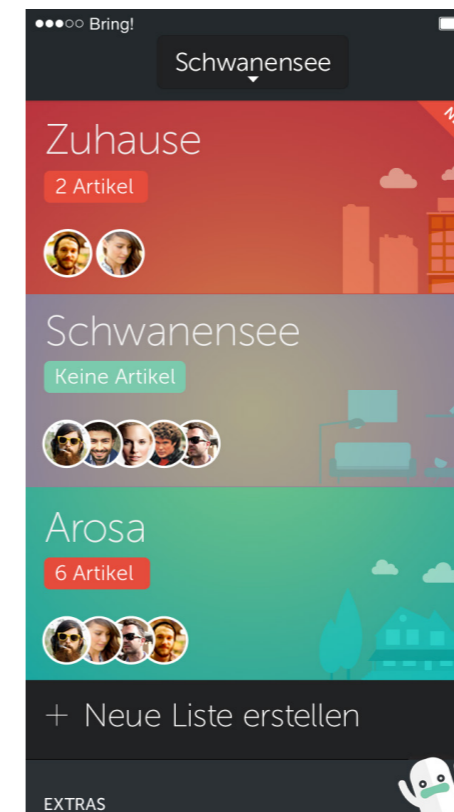 Bring!
Schwanensee
Zuhause
2 Artikel
Schwanensee
Keine Artikel
Arosa
6 Artikel
+ Neue Liste erstellen
EXTRAS